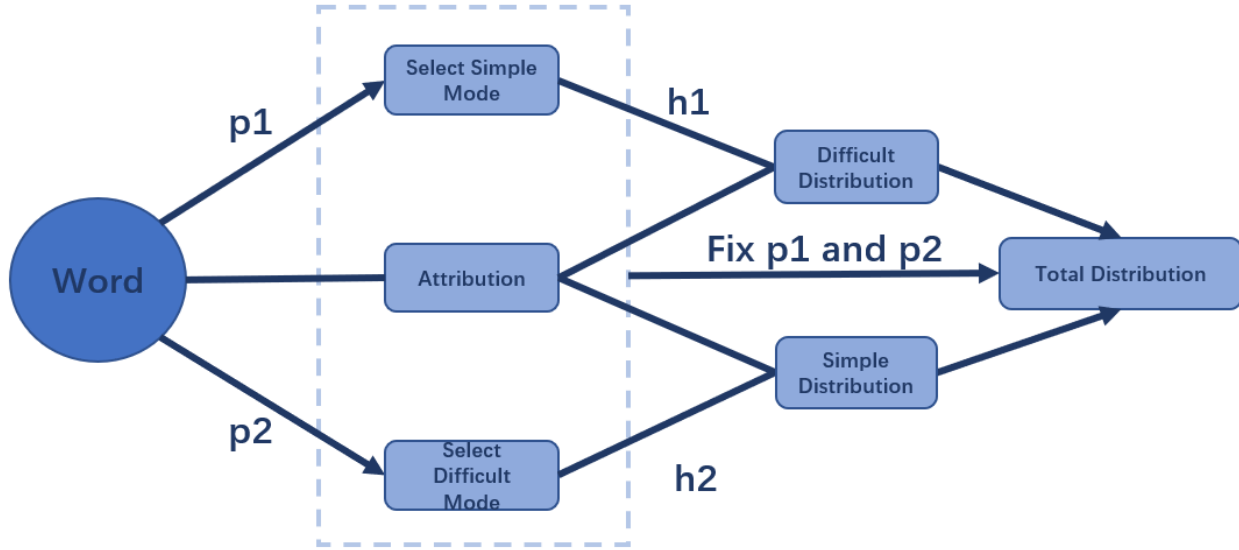 Select Simple
Mode
p1
h1
Difficult
Distribution
Word
Attribution
Fix p1 and p2
Total Distribution
Simple
Distribution
p2
Select
Difficult
Mode
h2